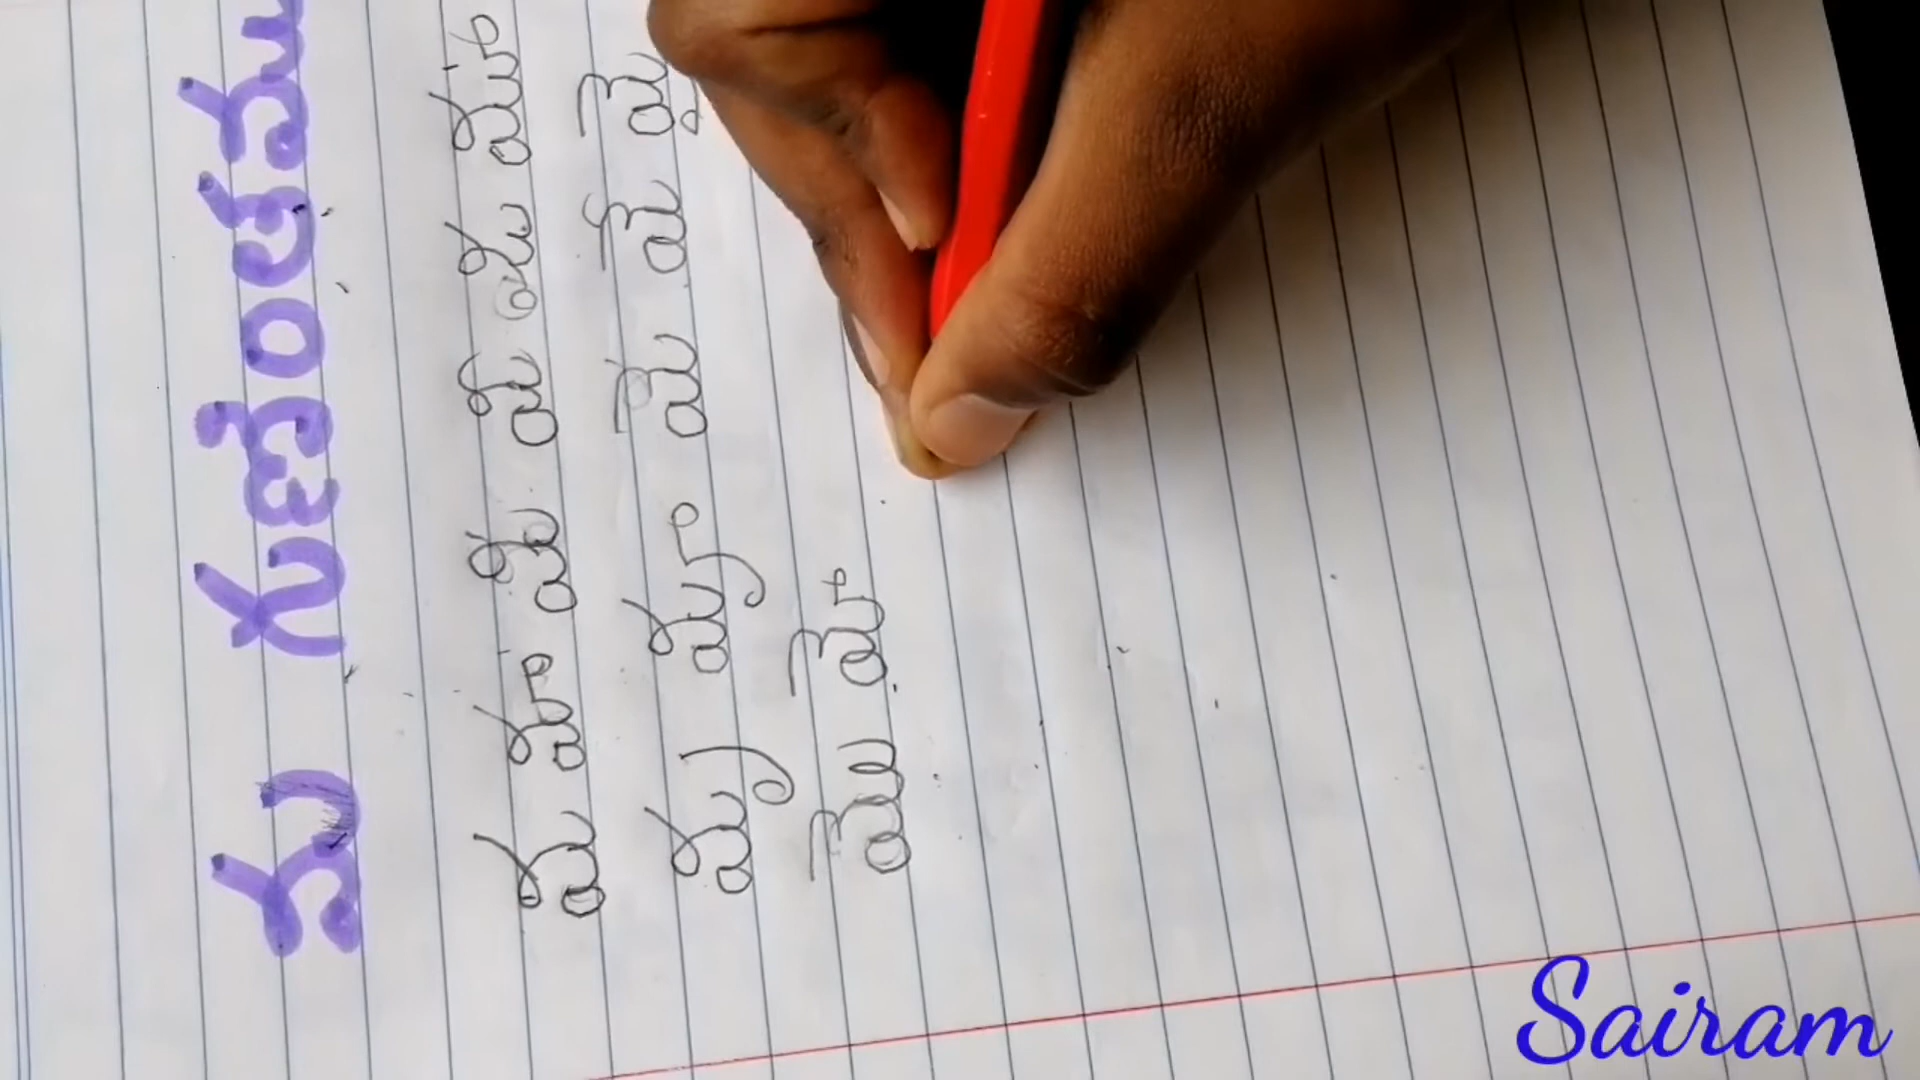 మ గుణింతము
మ మా మి మీ ము మూ
మృ మౄ మె మే మై
మొ మో
Sairam